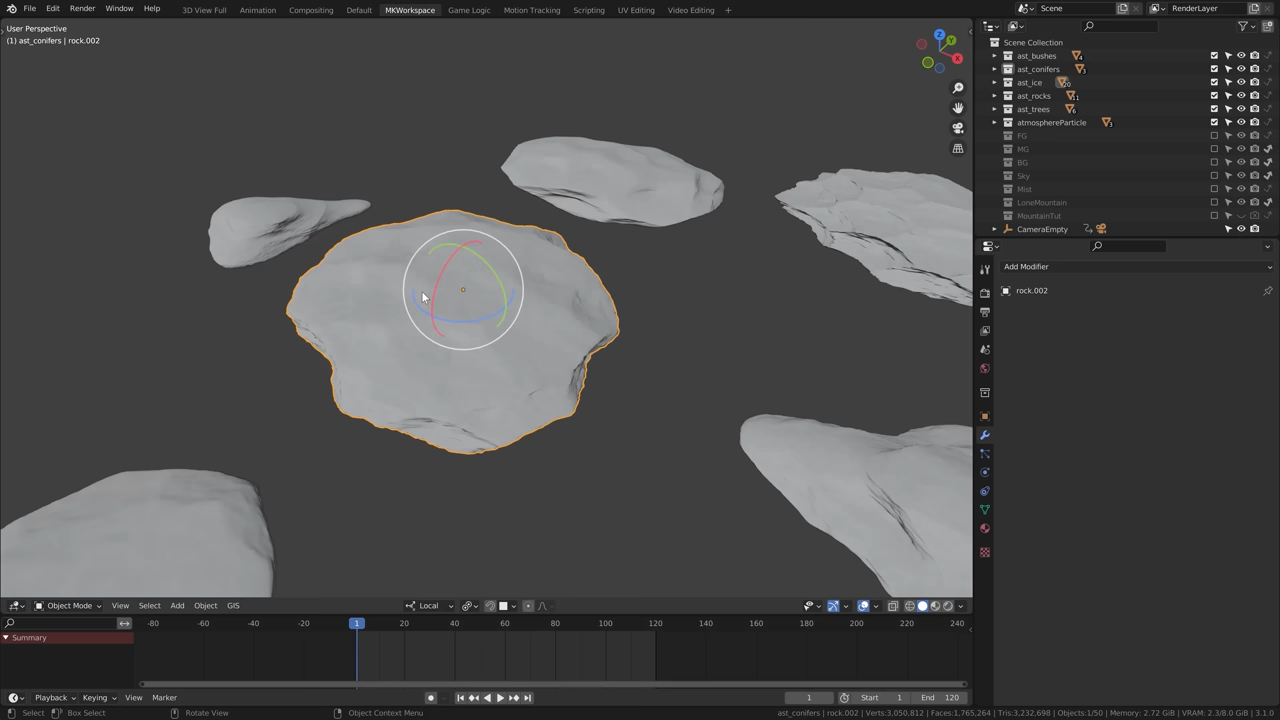 File Edit Render Window Help
3D View Full Animation Compositing Default MKWorkspace Game Logic Motion Tracking Scripting UV Editing Video Editing +
Scene
RenderLayer
User Perspective
(1) ast_conifers | rock.002
Z
Y
X
Scene Collection
ast_bushes 4
ast_conifers 3
ast_ice 20
ast_rocks 11
ast_trees 6
atmosphereParticle 3
FG
MG
BG
Sky
Mist
LoneMountain
MountainTut
CameraEmpty
Add Modifier
rock.002
Object Mode View Select Add Object GIS
Local
-80 -60 -40 -20 1 20 40 60 80 100 120 140 160 180 200 220 240
Summary
Playback Keying View Marker
1 Start 1 End 120
Select Box Select Rotate View Object Context Menu
ast_conifers | rock.002 | Verts:3,050,812 | Faces:1,765,264 | Tris:3,232,698 | Objects:1/50 | Memory: 2.72 GiB | VRAM: 2.3/8.0 GiB | 3.1.0